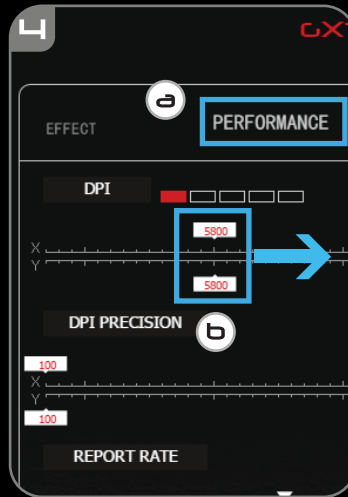 4
GXT
a
EFFECT PERFORMANCE
DPI
5800
X
Y
5800
DPI PRECISION b
100
X
Y
100
REPORT RATE